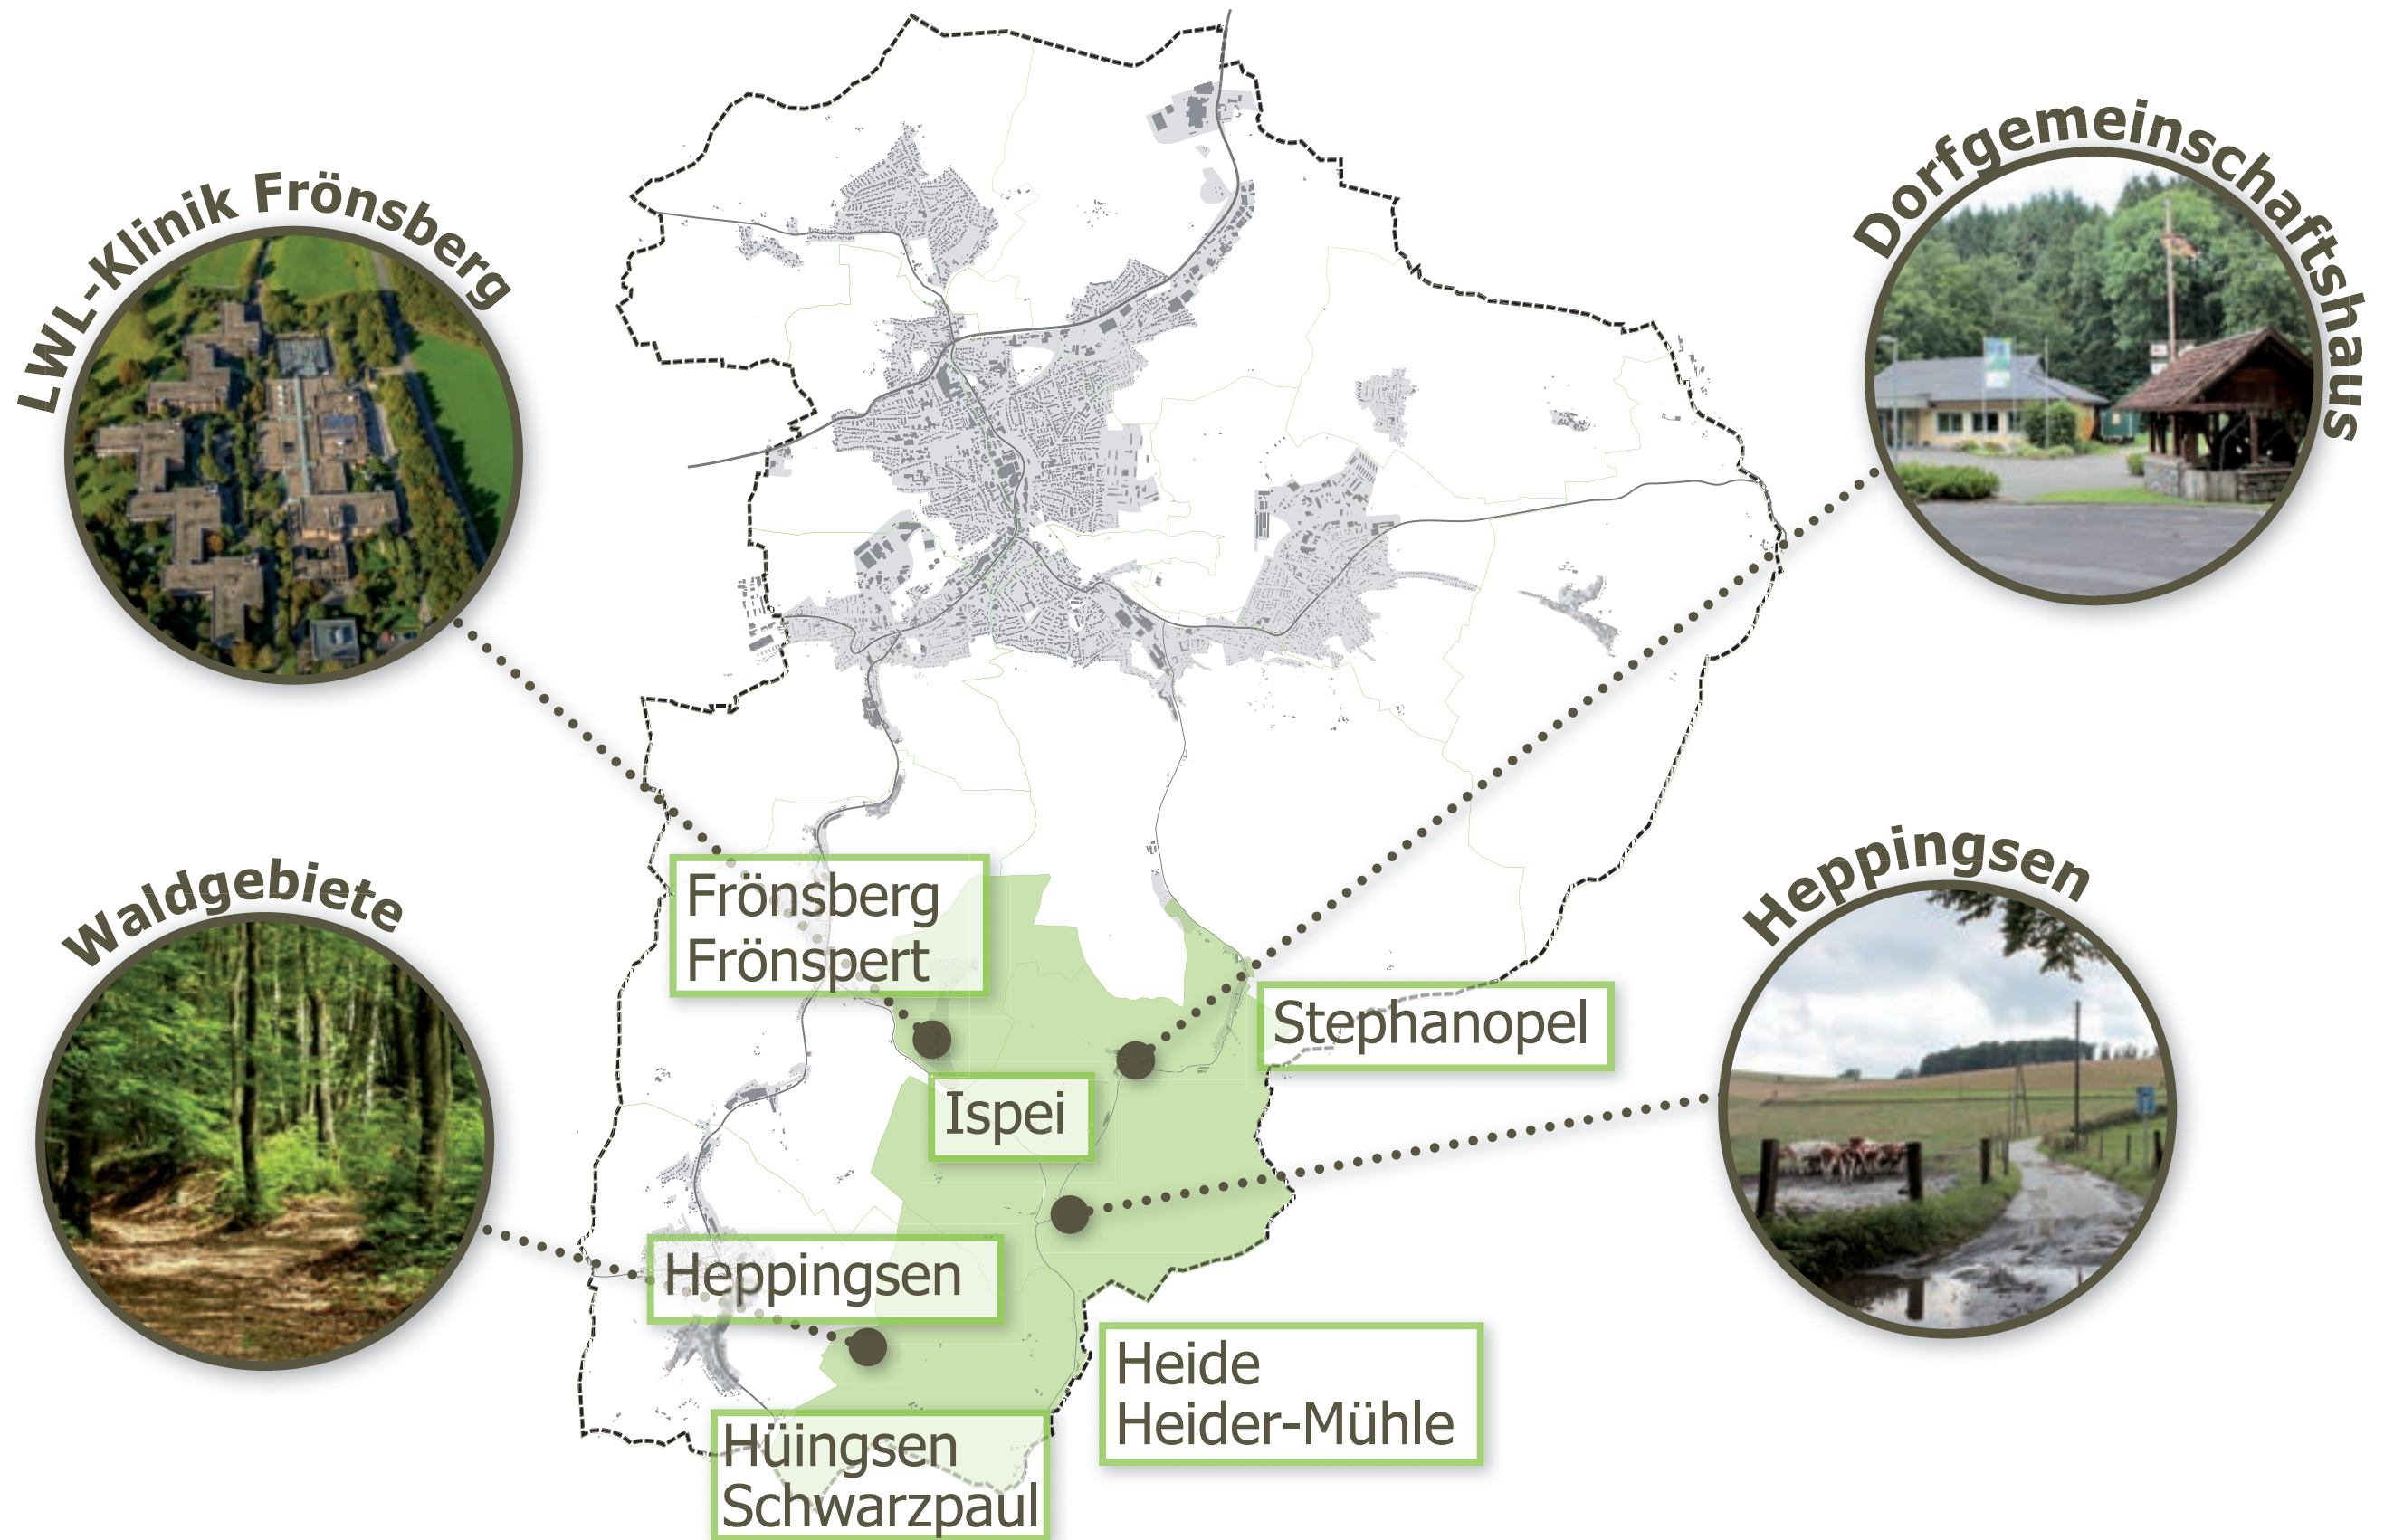 LWL-Klinik Frönsberg
Dorfgemeinschaftshaus
Waldgebiete
Heppingsen
Frönsberg
Frönspert
Stephanopel
Ispei
Heppingsen
Heide
Heider-Mühle
Hüingsen
Schwarzpaul